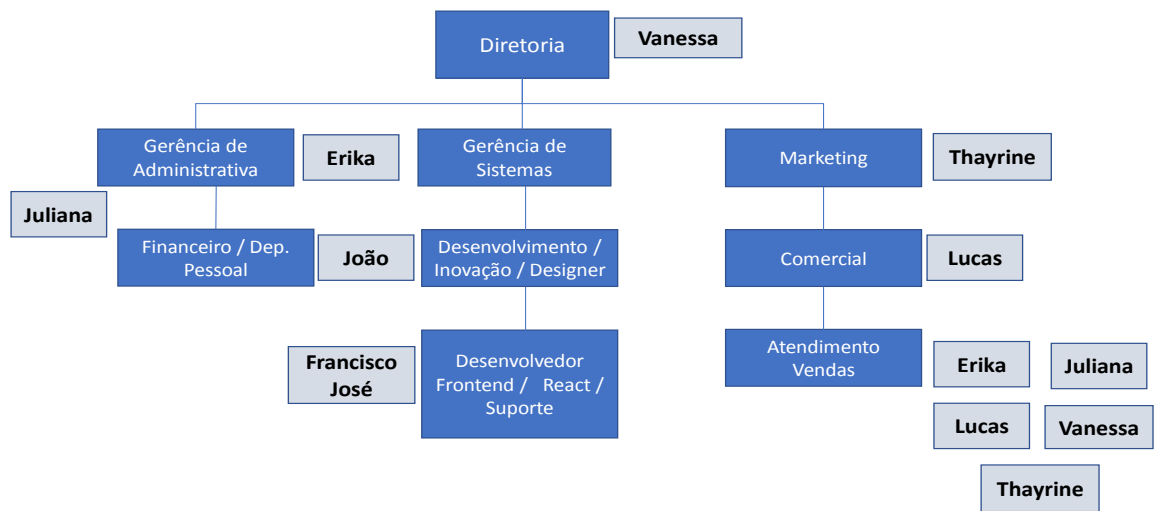 Diretoria
Vanessa
Gerência de
Administrativa
Erika
Gerência de
Sistemas
Marketing
Thayrine
Juliana
Financeiro / Dep.
Pessoal
João
Desenvolvimento /
Inovação / Designer
Comercial
Lucas
Francisco
José
Desenvolvedor
Frontend / React /
Suporte
Atendimento
Vendas
Erika
Juliana
Lucas
Vanessa
Thayrine